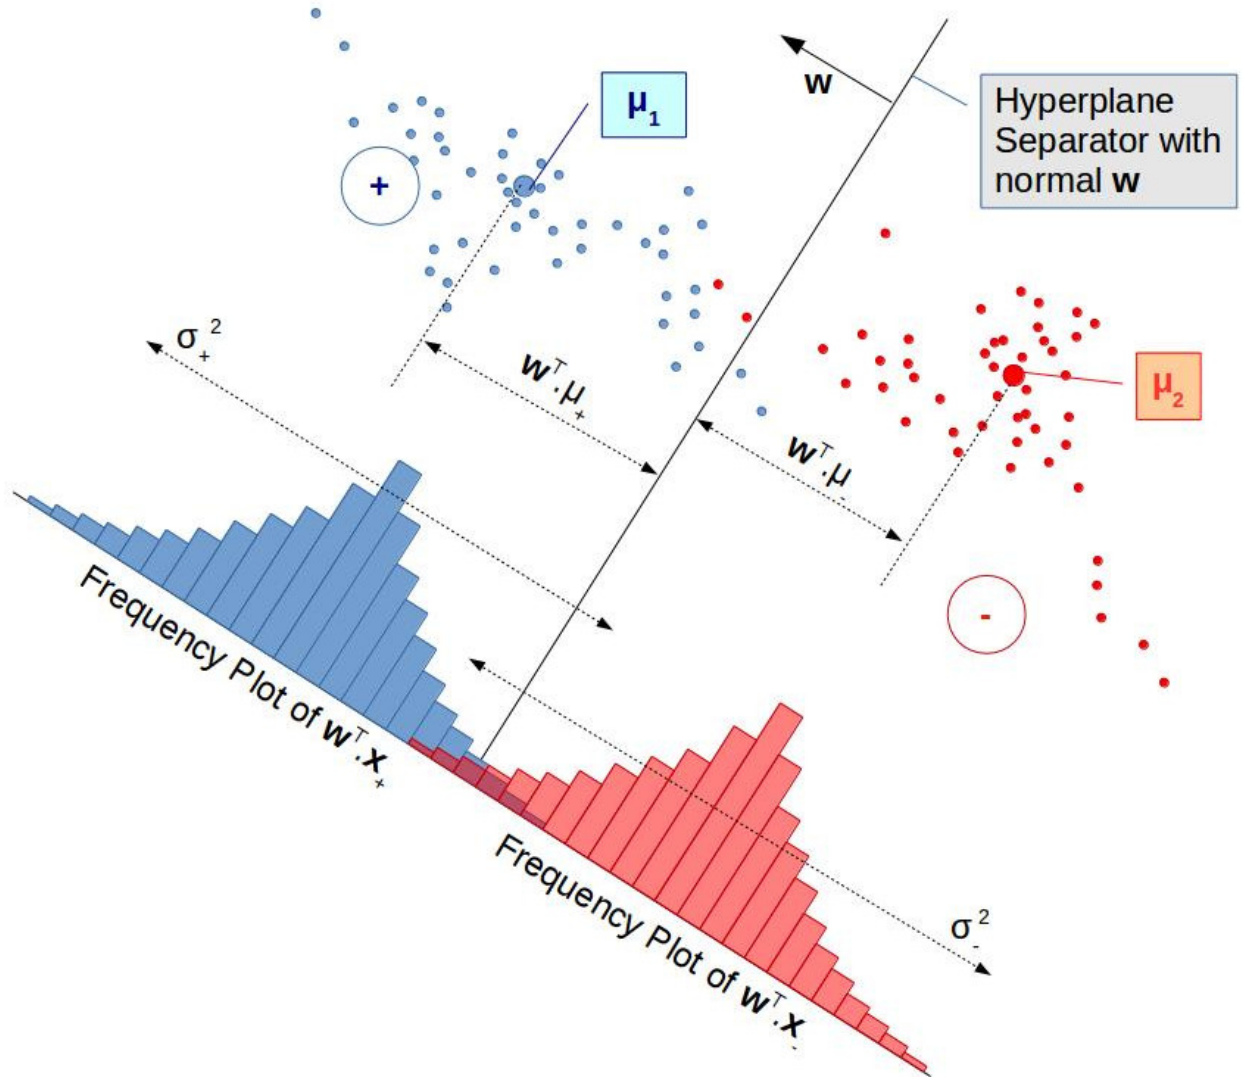 w
μ₁
Hyperplane
Separator with
normal w
+
σ₊²
wᵀ.μ₊
μ₂
wᵀ.μ₋
-
Frequency Plot of wᵀ.x₊
σ₋²
Frequency Plot of wᵀ.x₋